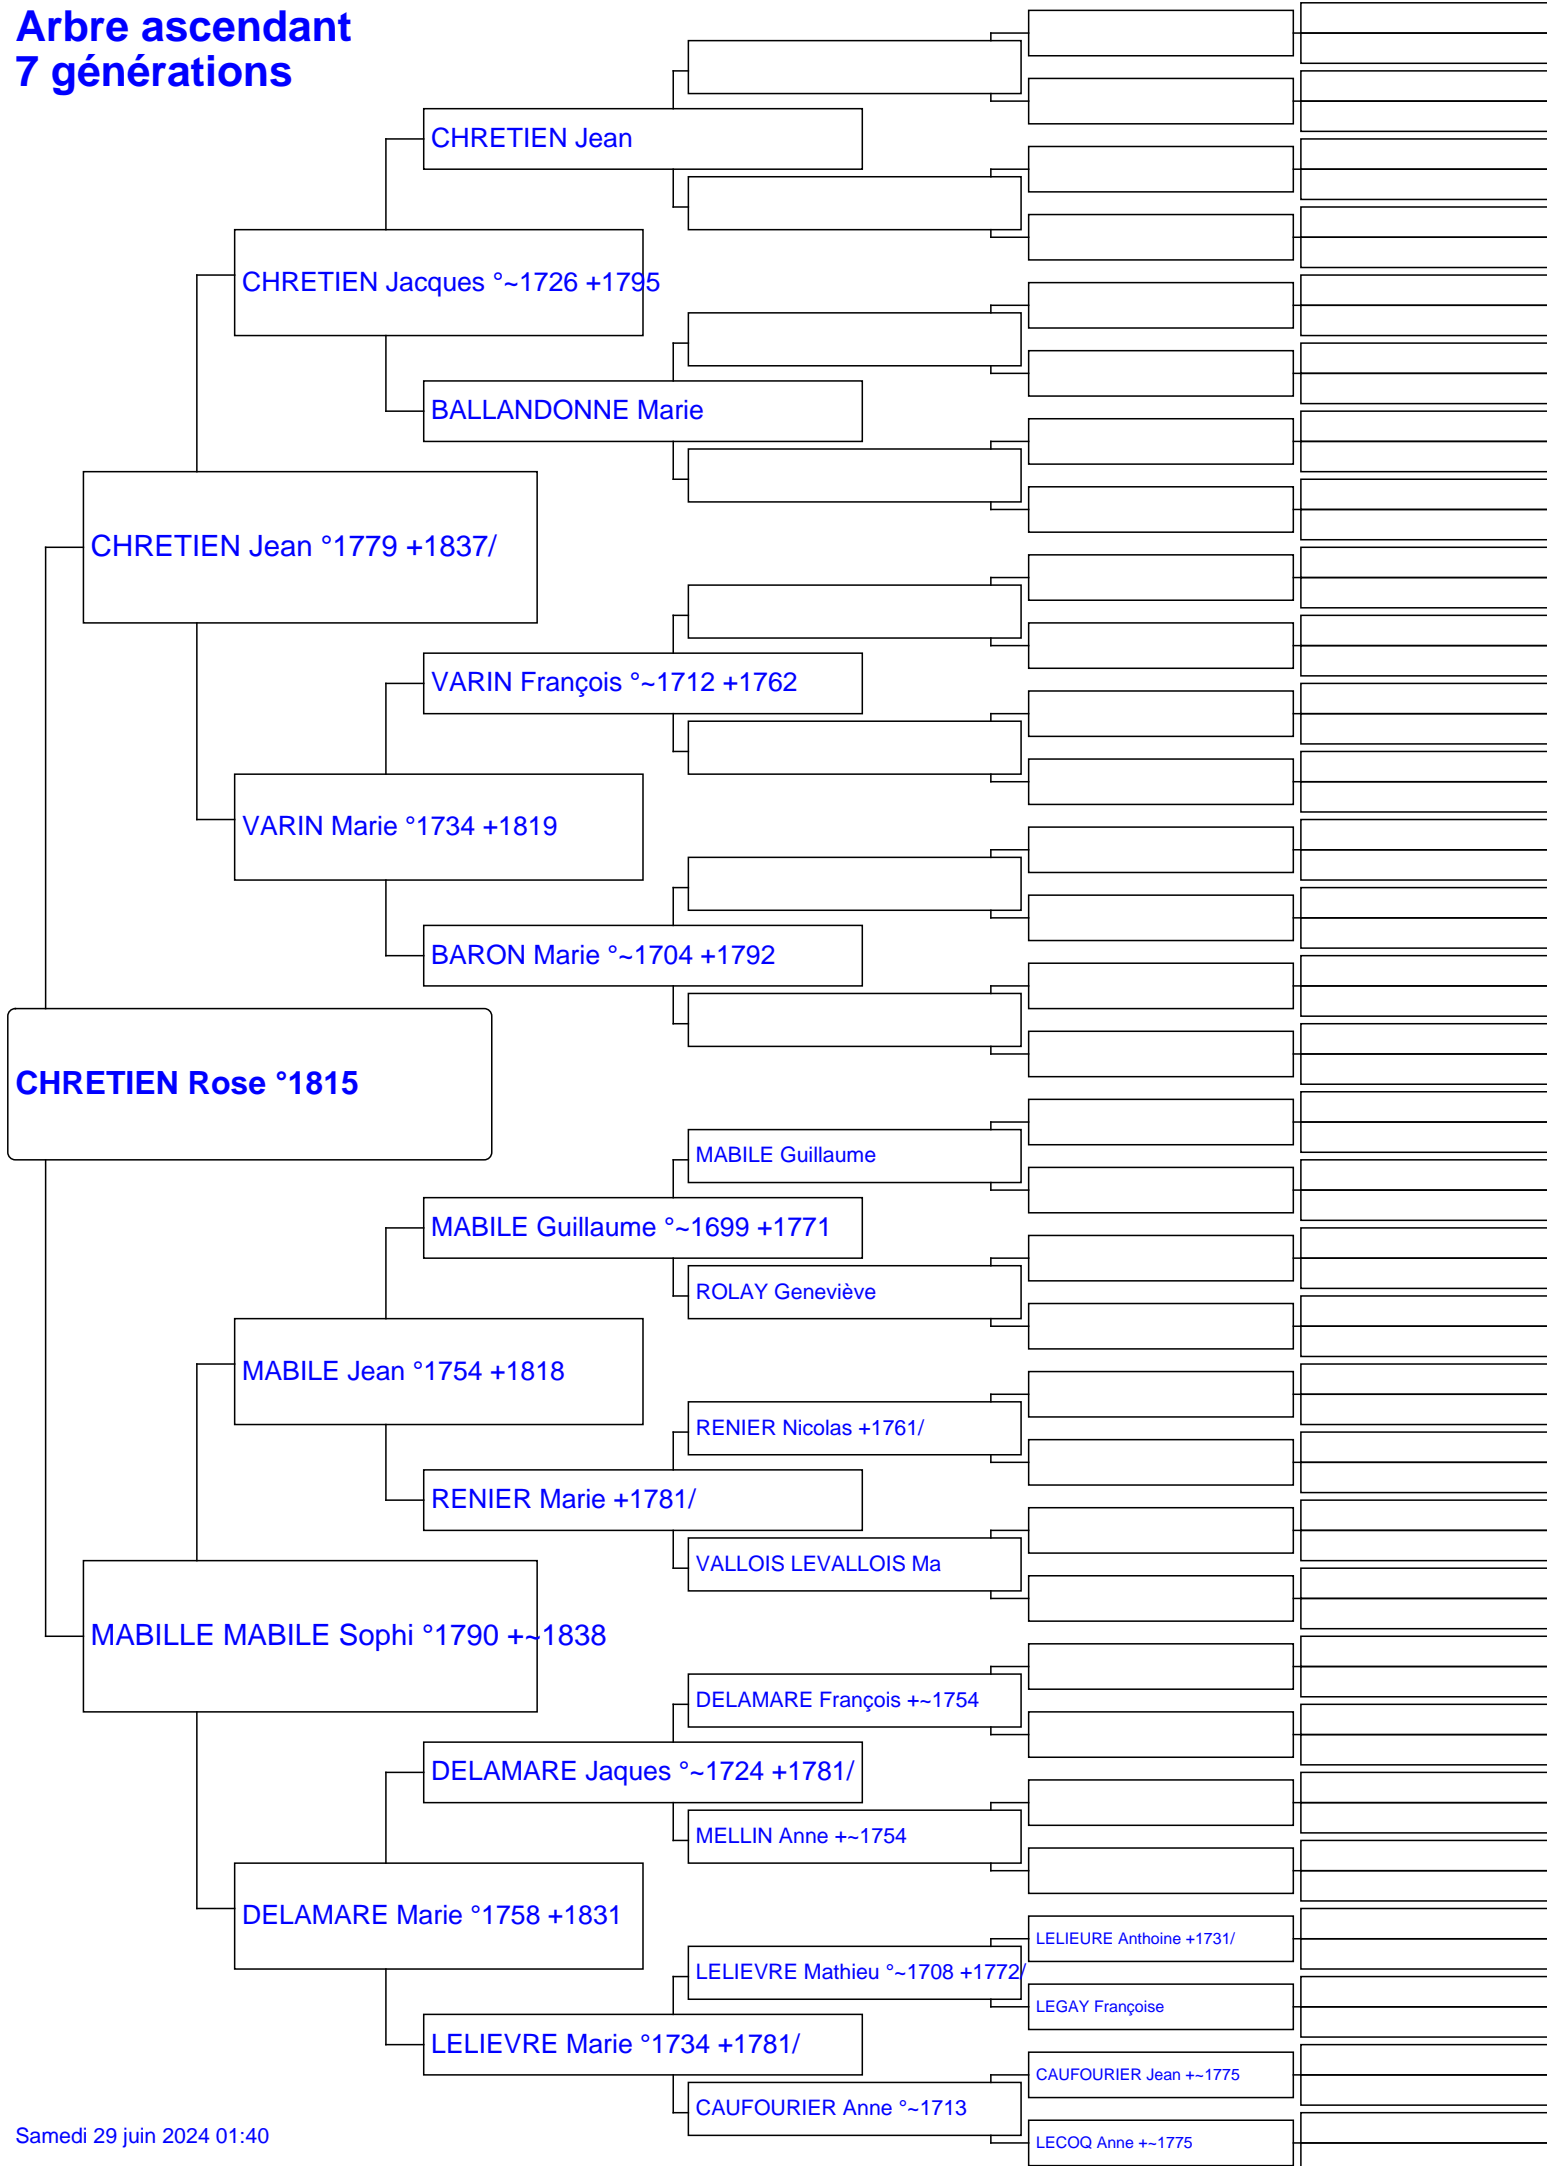 Arbre ascendant
7 générations
CHRETIEN Jean
CHRETIEN Jacques °~1726 +1795
BALLANDONNE Marie
CHRETIEN Jean °1779 +1837/
VARIN François °~1712 +1762
VARIN Marie °1734 +1819
BARON Marie °~1704 +1792
CHRETIEN Rose °1815
MABILE Guillaume
MABILE Guillaume °~1699 +1771
ROLAY Geneviève
MABILE Jean °1754 +1818
RENIER Nicolas +1761/
RENIER Marie +1781/
VALLOIS LEVALLOIS Ma
MABILLE MABILE Sophi °1790 +~1838
DELAMARE François +~1754
DELAMARE Jaques °~1724 +1781/
MELLIN Anne +~1754
DELAMARE Marie °1758 +1831
LELIEURE Anthoine +1731/
LELIEVRE Mathieu °~1708 +1772/
LEGAY Françoise
LELIEVRE Marie °1734 +1781/
CAUFOURIER Jean +~1775
CAUFOURIER Anne °~1713
LECOQ Anne +~1775
Samedi 29 juin 2024 01:40